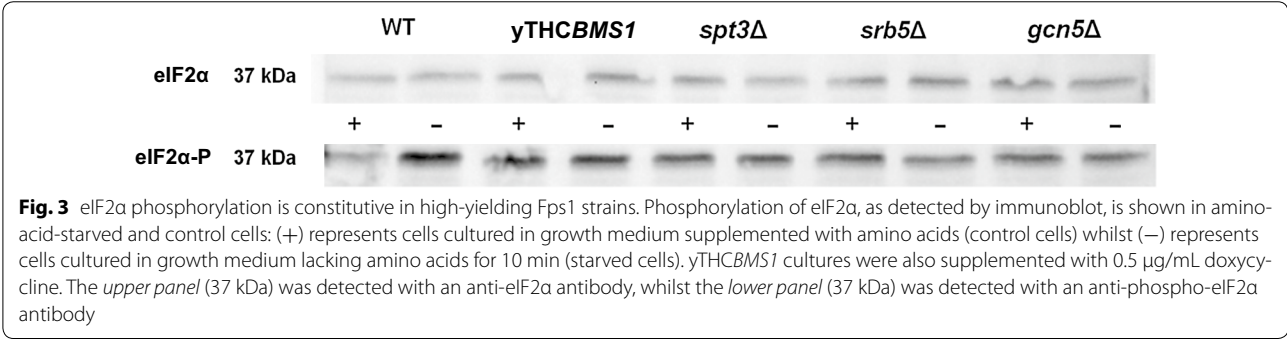 WT yTHCBMS1 spt3Δ srb5Δ gcn5Δ
eIF2α 37 kDa
+ − + − + − + − + −
eIF2α-P 37 kDa
Fig. 3 eIF2α phosphorylation is constitutive in high-yielding Fps1 strains. Phosphorylation of eIF2α, as detected by immunoblot, is shown in amino-
acid-starved and control cells: (+) represents cells cultured in growth medium supplemented with amino acids (control cells) whilst (−) represents
cells cultured in growth medium lacking amino acids for 10 min (starved cells). yTHCBMS1 cultures were also supplemented with 0.5 μg/mL doxycy-
cline. The upper panel (37 kDa) was detected with an anti-eIF2α antibody, whilst the lower panel (37 kDa) was detected with an anti-phospho-eIF2α
antibody